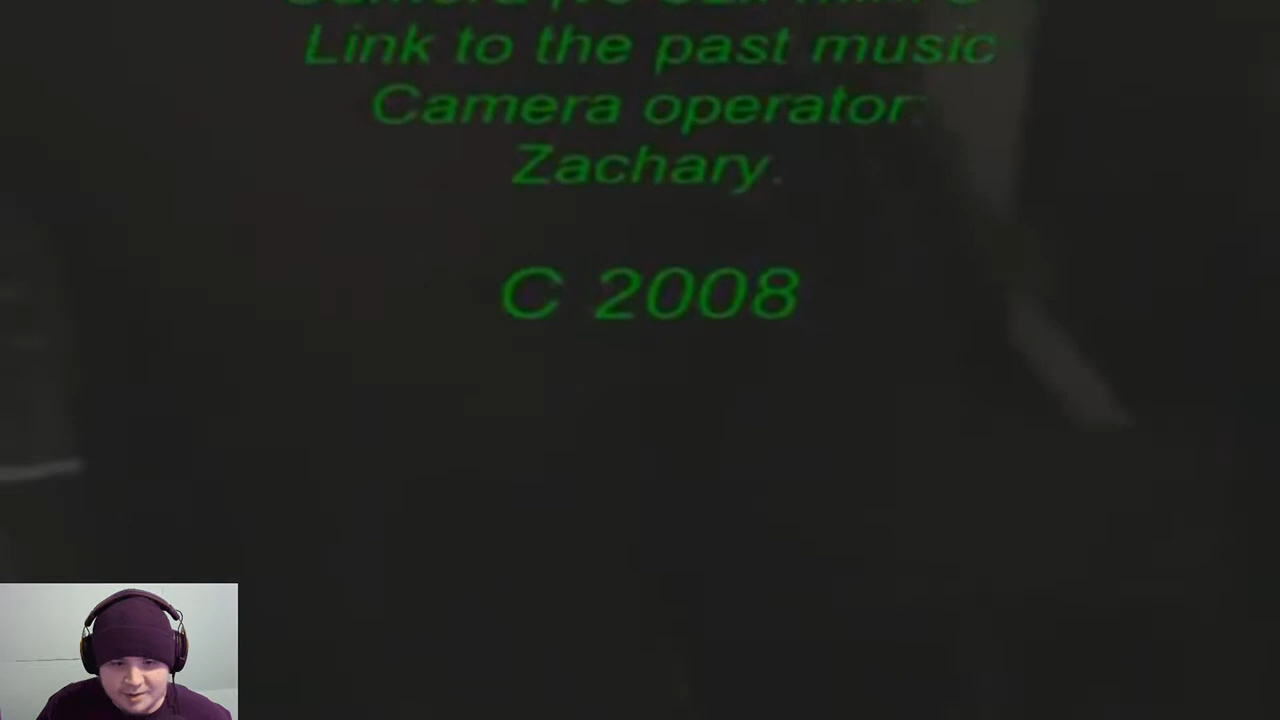 Link to the past music
Camera operator:
Zachary.
C 2008